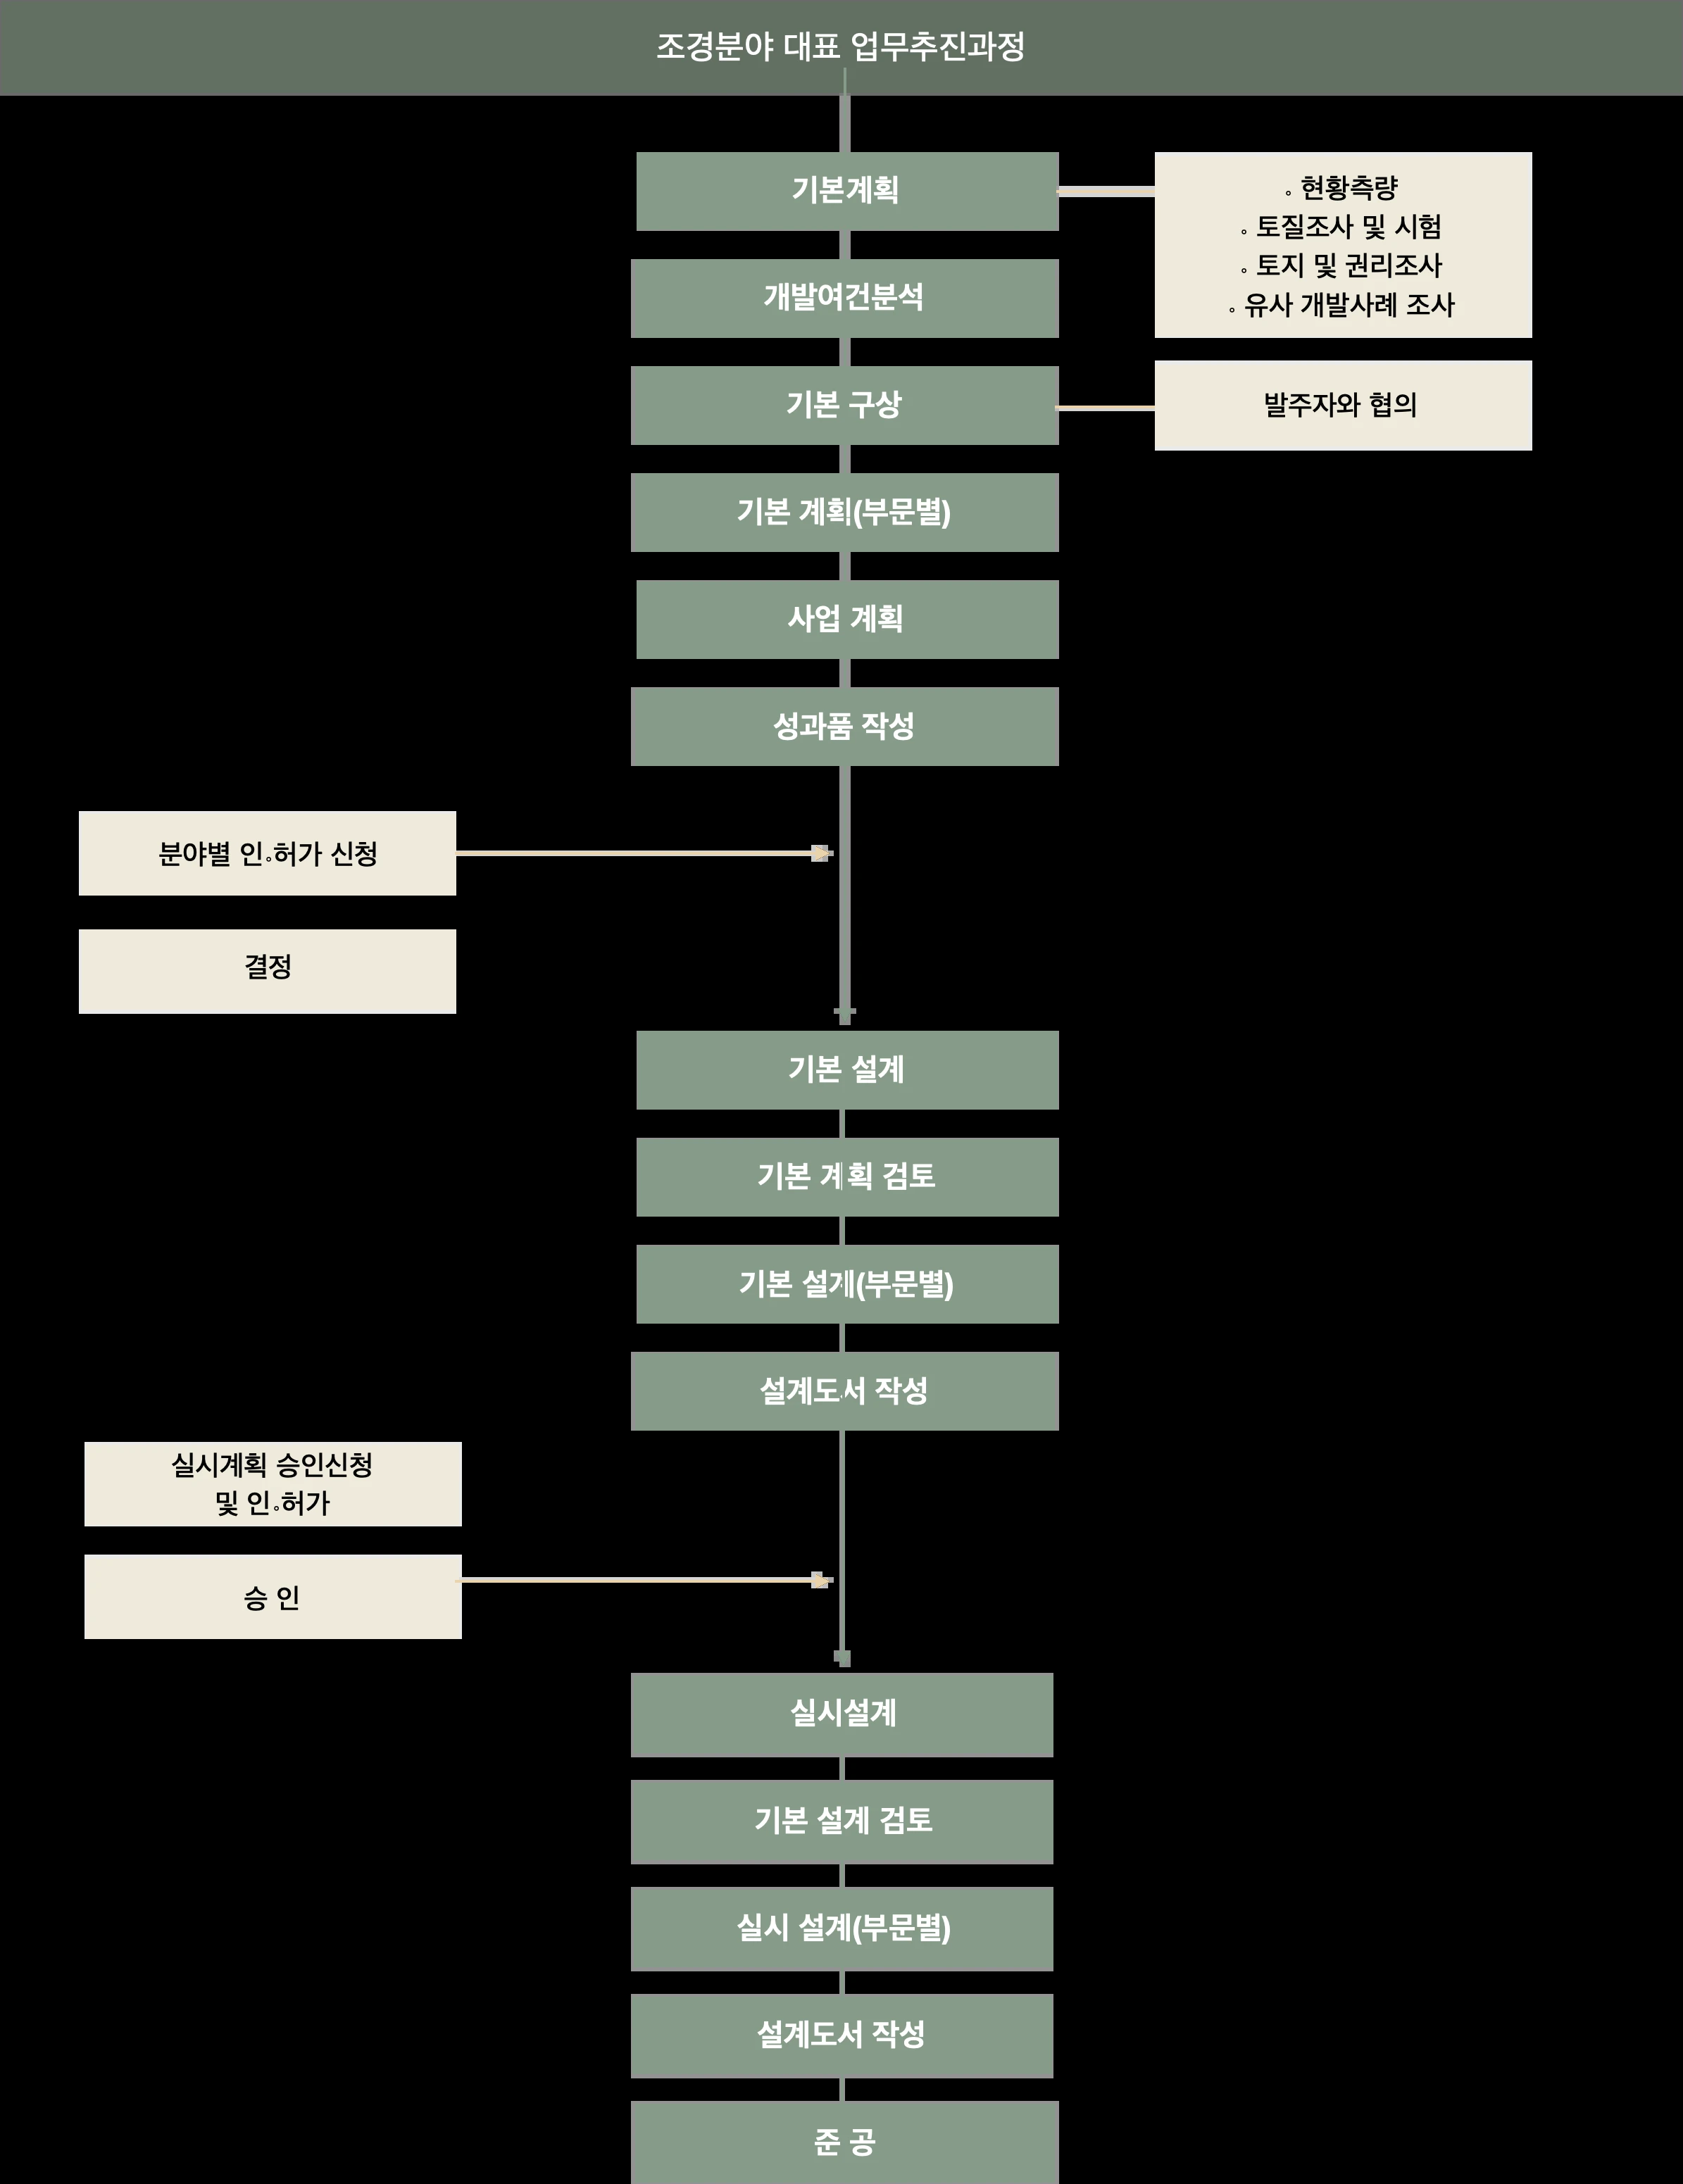 조경분야 대표 업무추진과정
기본계획
。현황측량
。토질조사 및 시험
。토지 및 권리조사
。유사 개발사례 조사
개발여건분석
기본 구상
발주자와 협의
기본 계획(부문별)
사업 계획
성과품 작성
분야별 인。허가 신청
결정
기본 설계
기본 계획 검토
기본 설계(부문별)
설계도서 작성
실시계획 승인신청
및 인。허가
승 인
실시설계
기본 설계 검토
실시 설계(부문별)
설계도서 작성
준 공